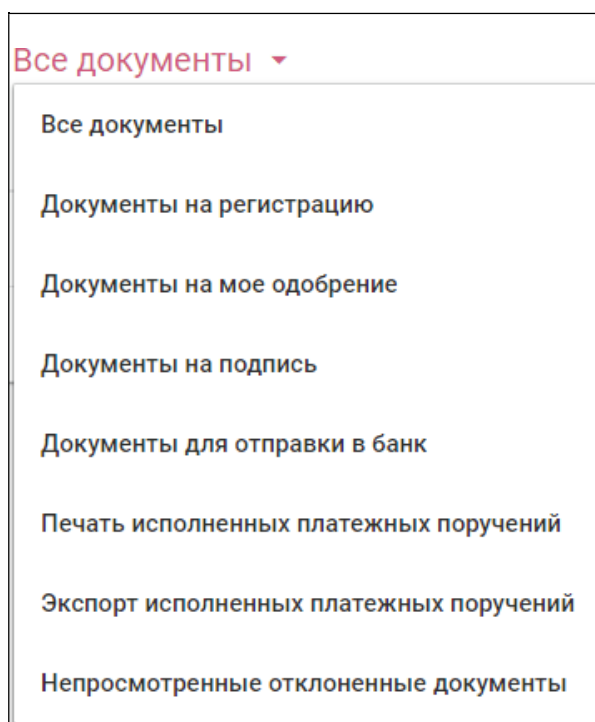 Все документы
Все документы
Документы на регистрацию
Документы на мое одобрение
Документы на подпись
Документы для отправки в банк
Печать исполненных платежных поручений
Экспорт исполненных платежных поручений
Непросмотренные отклоненные документы